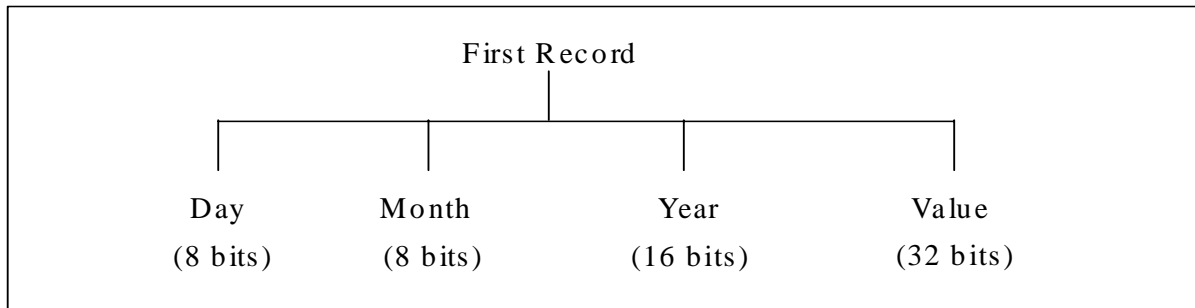 First Record
Day Month Year Value
(8 bits) (8 bits) (16 bits) (32 bits)